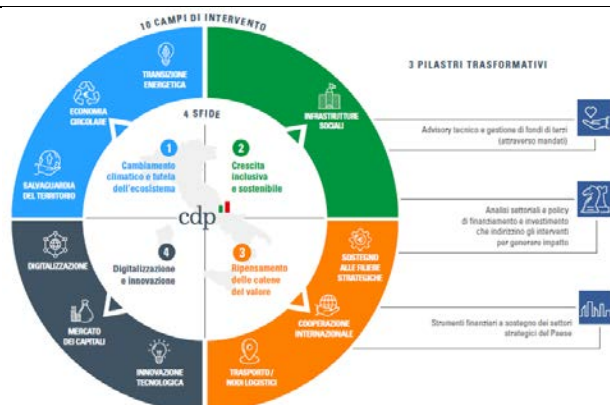 10 CAMPI DI INTERVENTO
TRANSIZIONE
ENERGETICA
ECONOMIA
CIRCOLARE
SALVAGUARDIA
DEL TERRITORIO
INFRASTRUTTURE
SOCIALI
4 SFIDE
1
Cambiamento
climatico e tutela
dell'ecosistema
2
Crescita
inclusiva
e sostenibile
cdp
4
Digitalizzazione
e innovazione
3
Ripensamento
delle catene
del valore
DIGITALIZZAZIONE
MERCATO
DEI CAPITALI
INNOVAZIONE
TECNOLOGICA
SOSTEGNO
ALLE FILIERE
STRATEGICHE
COOPERAZIONE
INTERNAZIONALE
TRASPORTO/
NODI LOGISTICI
3 PILASTRI TRASFORMATIVI
Advisory tecnico e gestione di fondi di terzi
(attraverso mandati)
Analisi settoriali e policy
di finanziamento e investimento
che indirizzino gli interventi
per generare impatto
Strumenti finanziari a sostegno dei settori
strategici del Paese